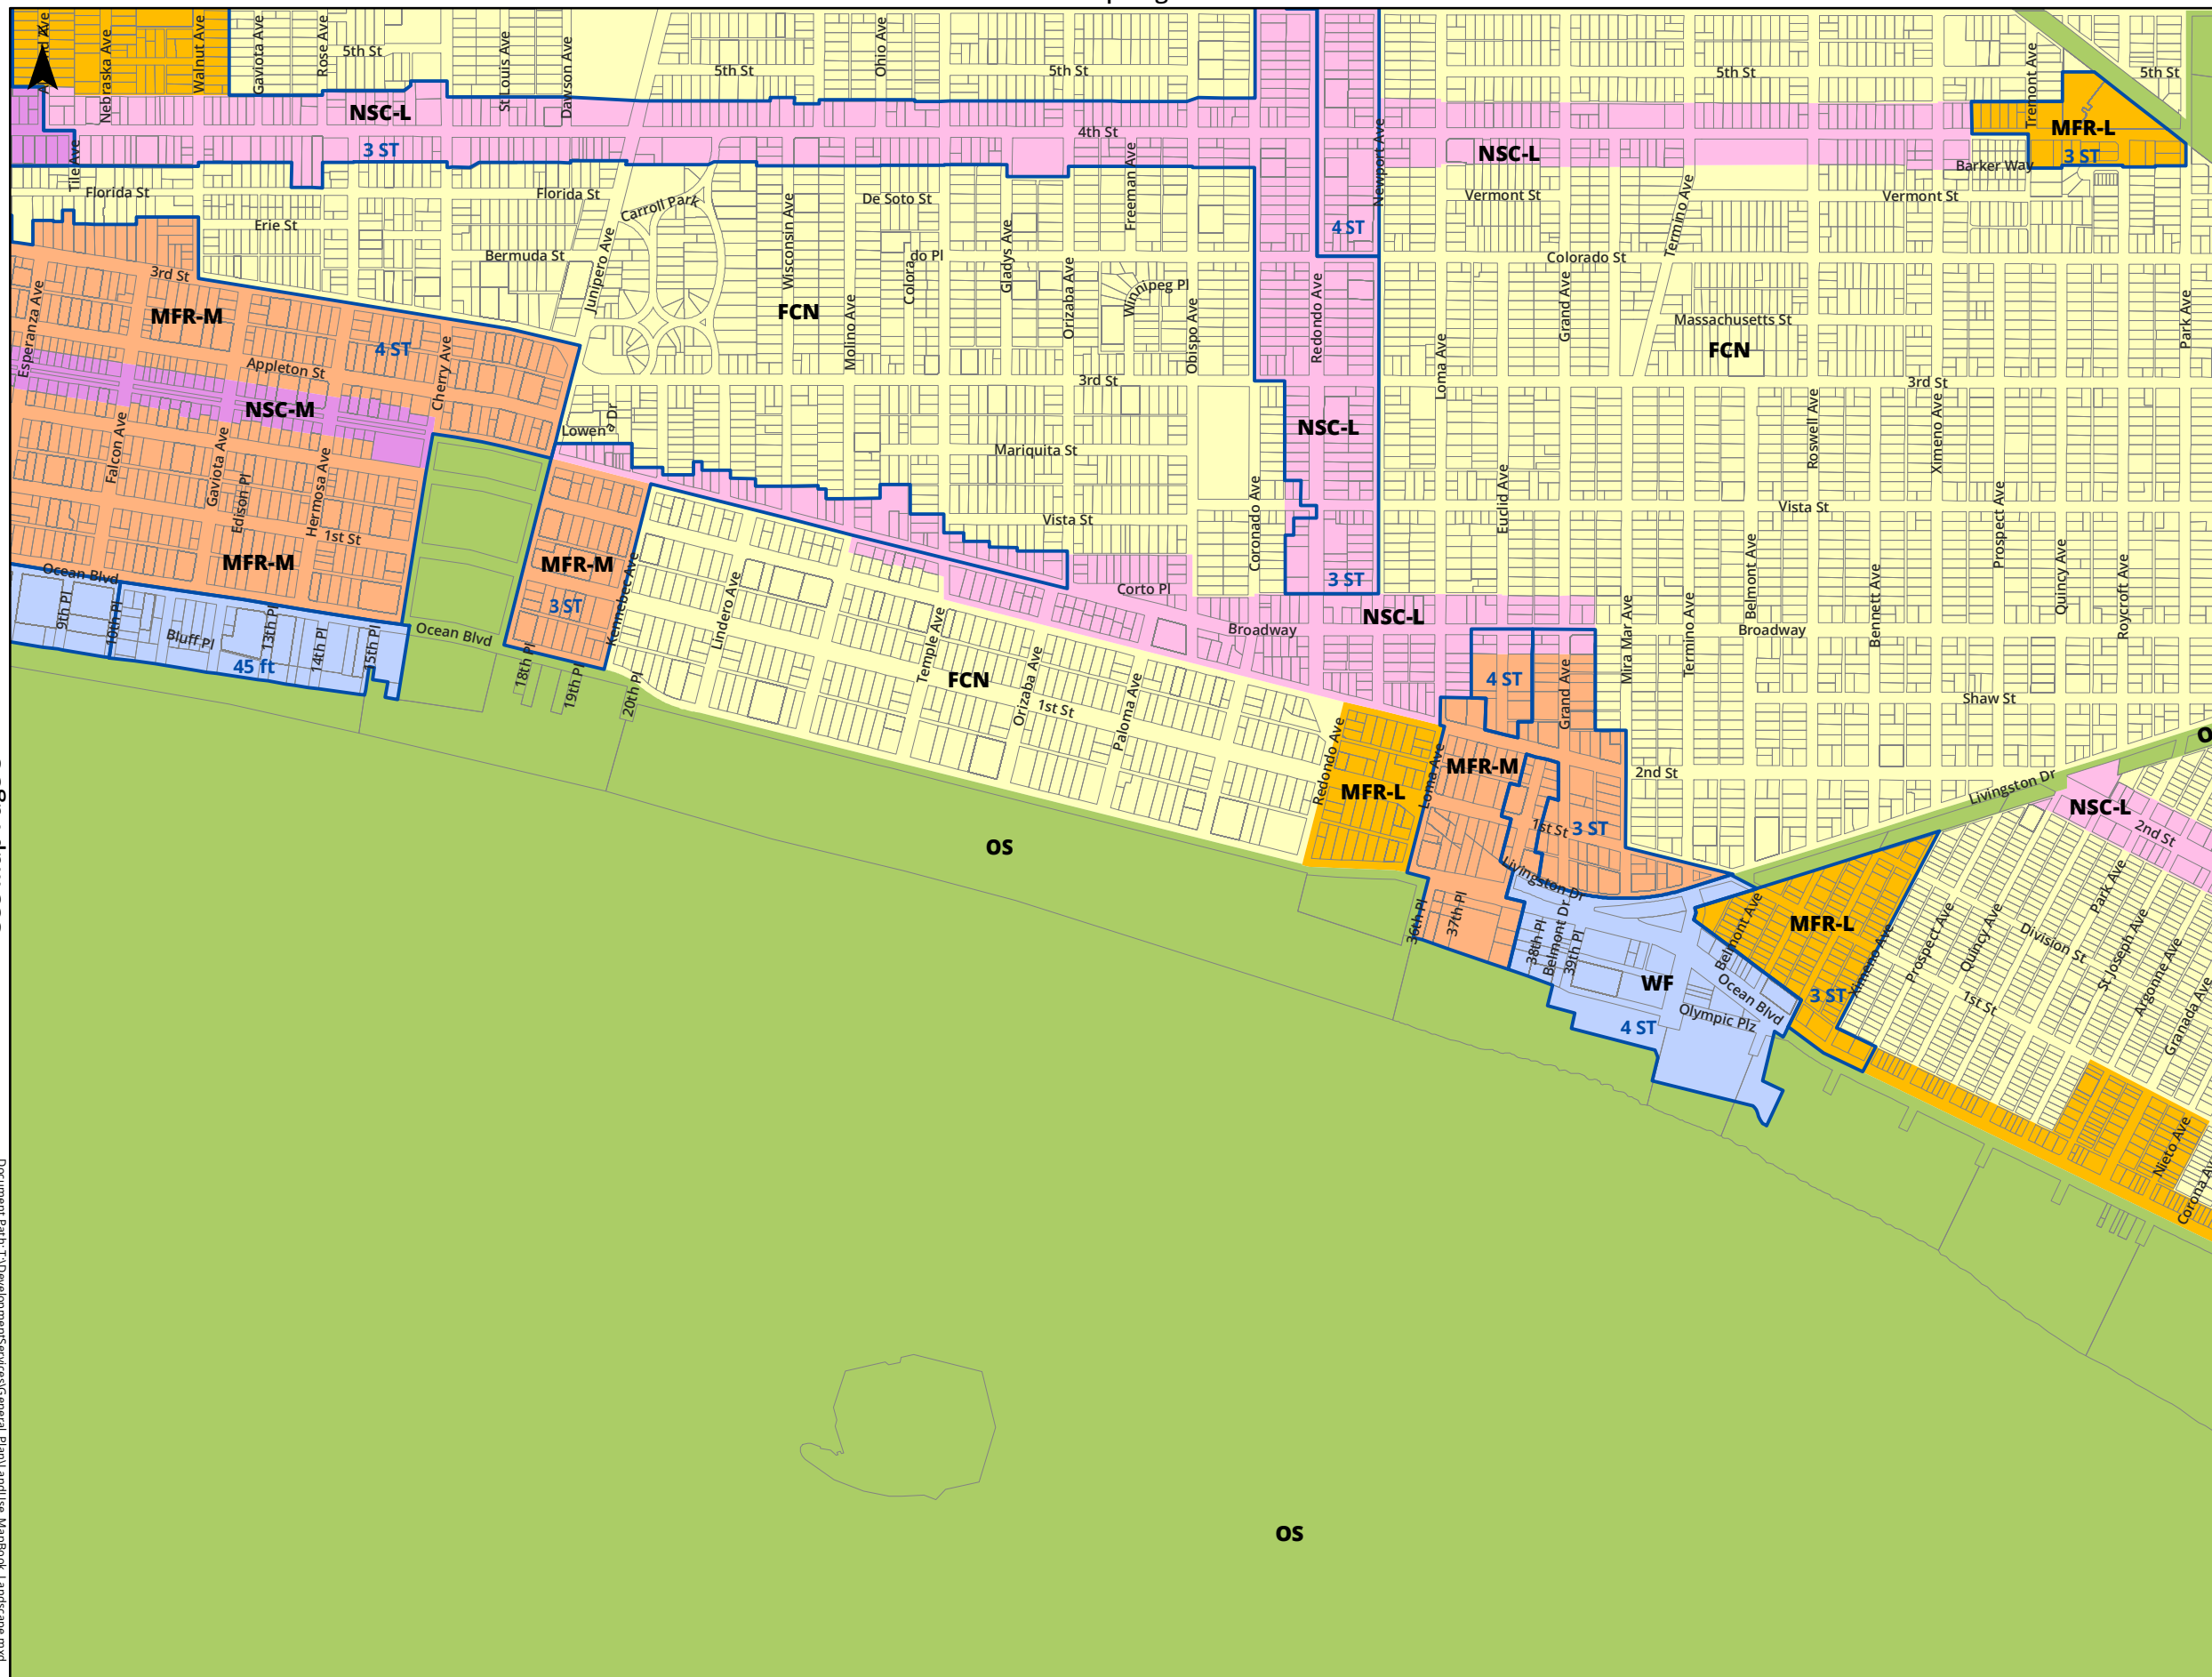 Nebraska Ave
Walnut Ave
Gaviota Ave
Rose Ave
5th St
St Louis Ave
Dawson Ave
5th St
Ohio Ave
5th St
5th St
Tremont Ave
5th St
NSC-L
3 ST
4th St
Newport Ave
NSC-L
MFR-L
3 ST
Barker Way
Tile Ave
Florida St
Florida St
Carroll Park
De Soto St
Freeman Ave
Vermont St
Vermont St
Termino Ave
4 ST
Erie St
Bermuda St
Junipero Ave
Wisconsin Ave
Colora
do Pl
Gladys Ave
Orizaba Ave
Winnipeg Pl
Colorado St
3rd St
Esperanza Ave
MFR-M
4 ST
Cherry Ave
FCN
Molino Ave
Obispo Ave
Redondo Ave
Grand Ave
Massachusetts St
FCN
Park Ave
Loma Ave
Appleton St
NSC-M
3rd St
3rd St
Lowen
a Dr
Mariquita St
NSC-L
Roswell Ave
Ximeno Ave
Falcon Ave
Gaviota Ave
Edison Pl
Hermosa Ave
1st St
Vista St
Coronado Ave
Euclid Ave
Vista St
Prospect Ave
MFR-M
MFR-M
3 ST
Kennebec Ave
Lindero Ave
Corto Pl
3 ST
NSC-L
Belmont Ave
Bennett Ave
Quincy Ave
Roycroft Ave
Ocean Blvd
9th Pl
10th Pl
Bluff Pl
13th Pl
14th Pl
15th Pl
45 ft
Ocean Blvd
18th Pl
19th Pl
20th Pl
Temple Ave
FCN
Orizaba Ave
1st St
Paloma Ave
Broadway
Broadway
Mira Mar Ave
Termino Ave
4 ST
Grand Ave
Shaw St
Redondo Ave
MFR-L
Loma Ave
MFR-M
2nd St
1st St
3 ST
Livingston Dr
Livingston Dr
NSC-L
2nd St
OS
36th Pl
37th Pl
38th Pl
Belmont Dr
39th Pl
WF
4 ST
Olympic Plz
Ocean Blvd
Belmont Ave
MFR-L
3 ST
Ximeno Ave
Prospect Ave
Quincy Ave
Division St
1st St
Park Ave
St Joseph Ave
Argonne Ave
Granada Ave
Nieto Ave
OS